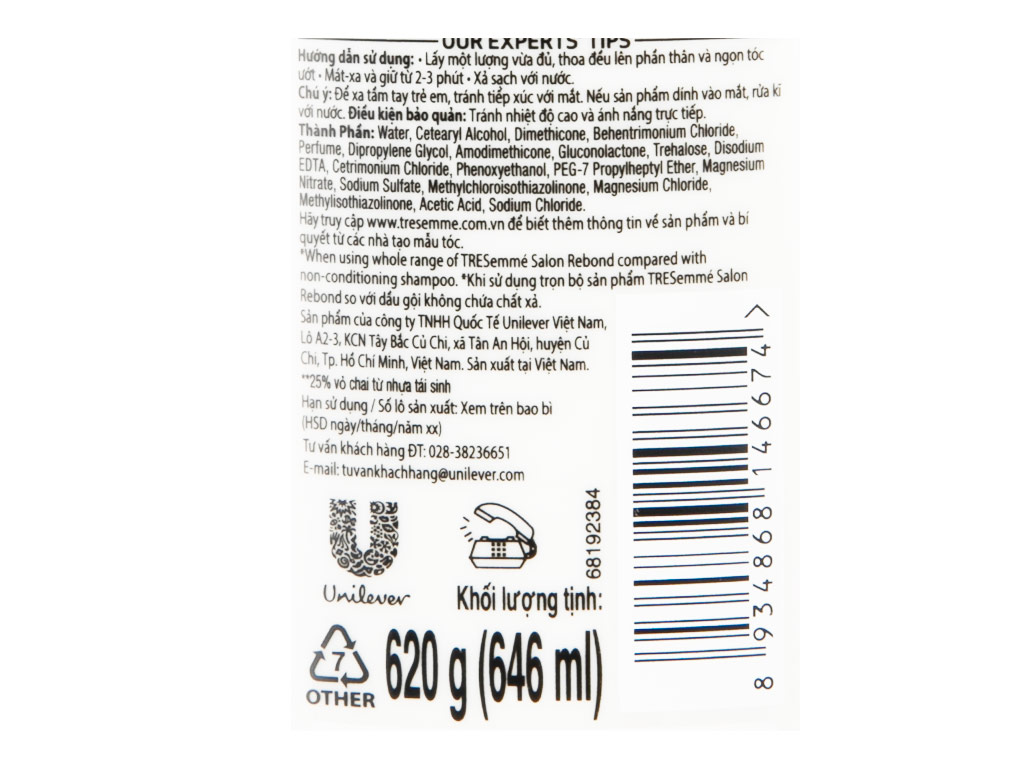 OUR EXPERTS' TIPS
Hướng dẫn sử dụng: • Lấy một lượng vừa đủ, thoa đều lên phần thân và ngọn tóc
ướt • Mát-xa và giữ từ 2-3 phút • Xả sạch với nước.
Chú ý: Để xa tầm tay trẻ em, tránh tiếp xúc với mắt. Nếu sản phẩm dính vào mắt, rửa kĩ
với nước. Điều kiện bảo quản: Tránh nhiệt độ cao và ánh nắng trực tiếp.
Thành Phần: Water, Cetearyl Alcohol, Dimethicone, Behentrimonium Chloride,
Perfume, Dipropylene Glycol, Amodimethicone, Gluconolactone, Trehalose, Disodium
EDTA, Cetrimonium Chloride, Phenoxyethanol, PEG-7 Propylheptyl Ether, Magnesium
Nitrate, Sodium Sulfate, Methylchloroisothiazolinone, Magnesium Chloride,
Methylisothiazolinone, Acetic Acid, Sodium Chloride.
Hãy truy cập www.tresemme.com.vn để biết thêm thông tin về sản phẩm và bí
quyết từ các nhà tạo mẫu tóc.
*When using whole range of TRESemmé Salon Rebond compared with
non-conditioning shampoo. *Khi sử dụng trọn bộ sản phẩm TRESemmé Salon
Rebond so với dầu gội không chứa chất xả.
Sản phẩm của công ty TNHH Quốc Tế Unilever Việt Nam,
Lô A2-3, KCN Tây Bắc Củ Chi, xã Tân An Hội, huyện Củ
Chi, Tp. Hồ Chí Minh, Việt Nam. Sản xuất tại Việt Nam.
**25% vỏ chai từ nhựa tái sinh
Hạn sử dụng / Số lô sản xuất: Xem trên bao bì
(HSD ngày/tháng/năm xx)
Tư vấn khách hàng ĐT: 028-38236651
E-mail: tuvankhachhang@unilever.com
68192384
8 934868 146674 >
Unilever
Khối lượng tịnh:
620 g (646 ml)
7
OTHER